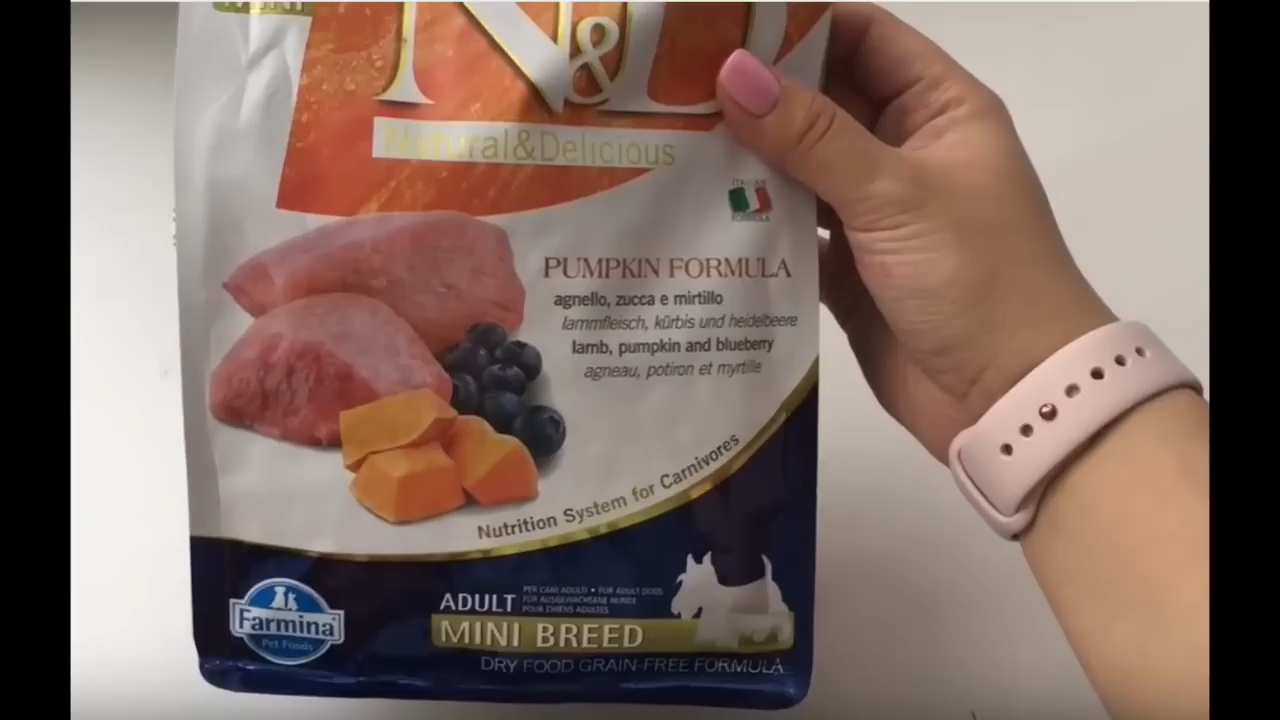 N&D
Natural&Delicious
ITALIAN
FORMULA
PUMPKIN FORMULA
agnello, zucca e mirtillo
lammfleisch, kürbis und heidelbeere
lamb, pumpkin and blueberry
agneau, potiron et myrtille
Nutrition System for Carnivores
ADULT
PER CANI ADULTI • FOR ADULT DOGS
FÜR AUSGEWACHSENE HUNDE
POUR CHIENS ADULTES
MINI BREED
DRY FOOD GRAIN-FREE FORMULA
Farmina
Pet Foods